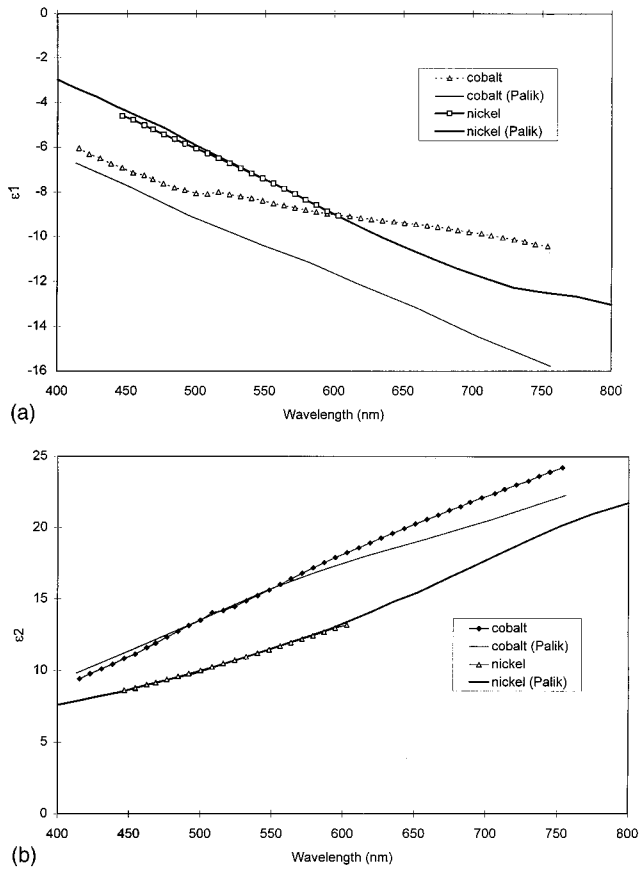 0
-2
-4
-6
-8
-10
-12
-14
-16
ε1
cobalt
cobalt (Palik)
nickel
nickel (Palik)
400 450 500 550 600 650 700 750 800
Wavelength (nm)
(a)
25
20
15
10
5
0
ε2
cobalt
cobalt (Palik)
nickel
nickel (Palik)
400 450 500 550 600 650 700 750 800
Wavelength (nm)
(b)